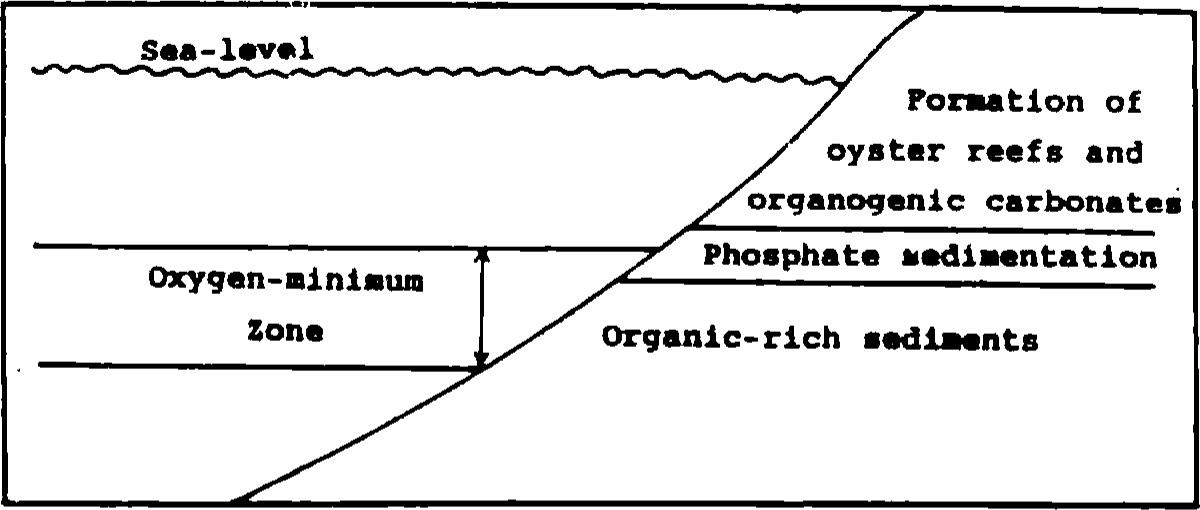 Sea-level
Formation of
oyster reefs and
organogenic carbonates
Phosphate sedimentation
Oxygen-minimum
Zone
Organic-rich sediments